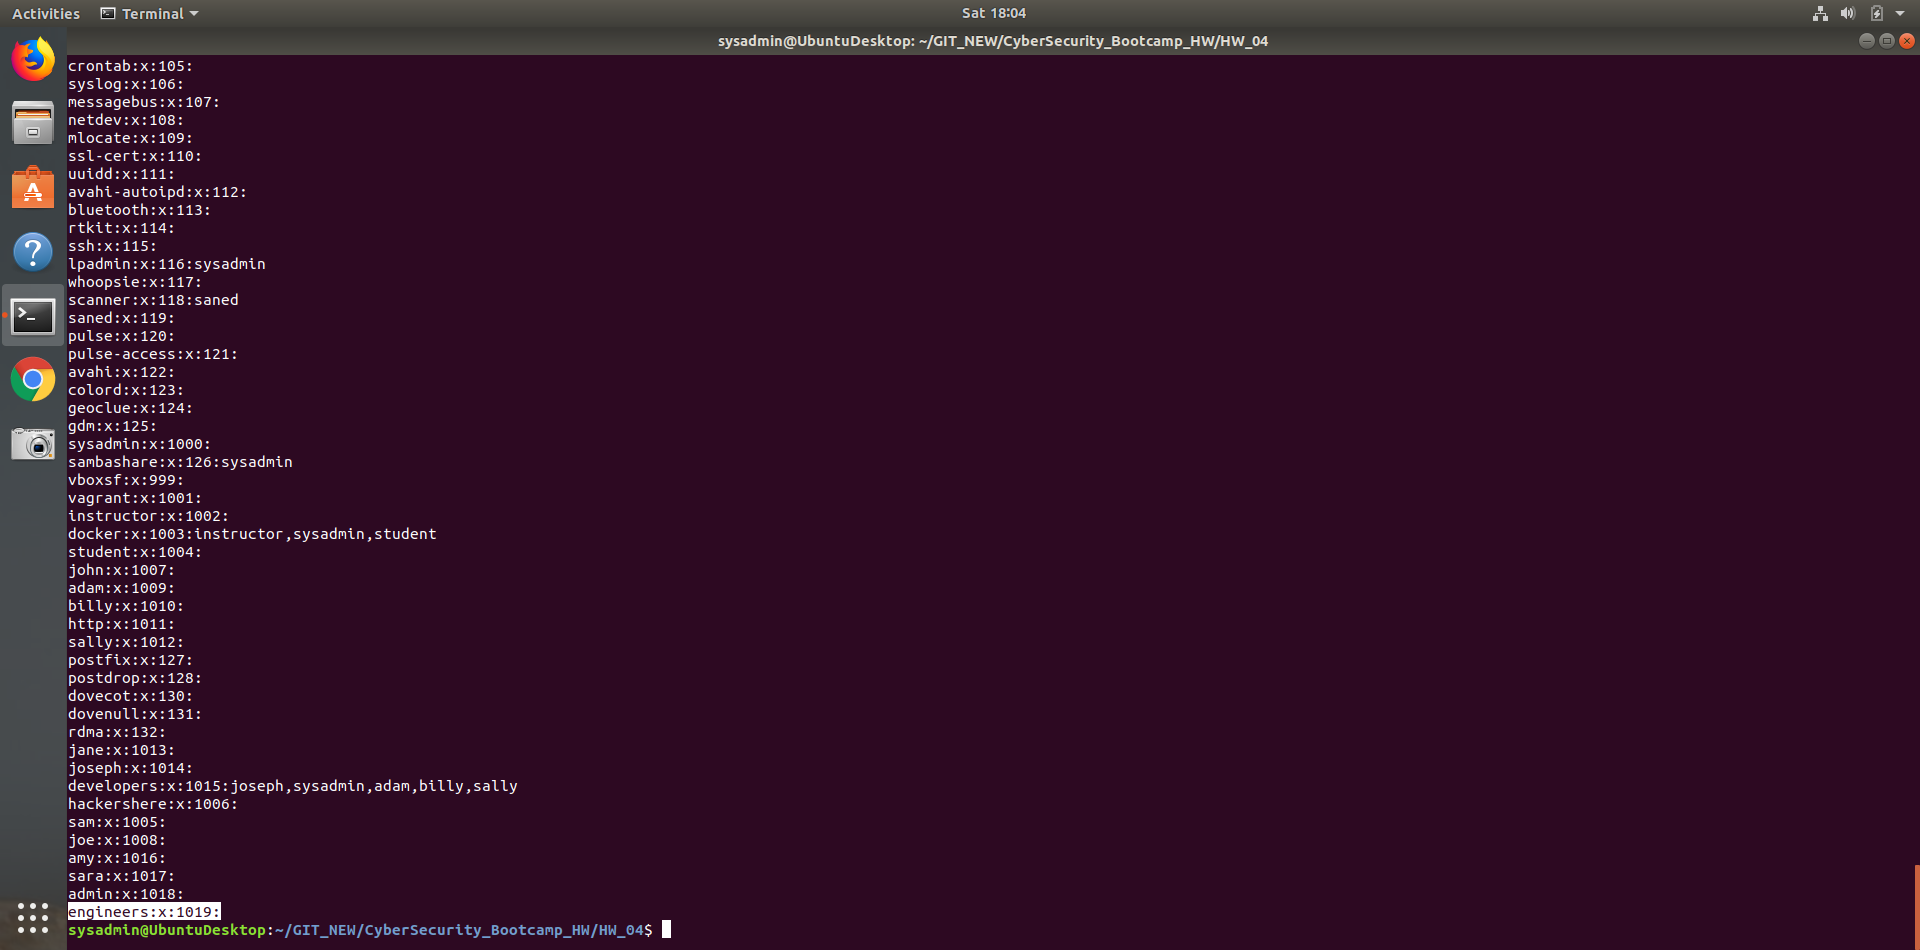 Activities Terminal Sat 18:04
sysadmin@UbuntuDesktop: ~/GIT_NEW/CyberSecurity_Bootcamp_HW/HW_04
crontab:x:105:
syslog:x:106:
messagebus:x:107:
netdev:x:108:
mlocate:x:109:
ssl-cert:x:110:
uuidd:x:111:
avahi-autoipd:x:112:
bluetooth:x:113:
rtkit:x:114:
ssh:x:115:
lpadmin:x:116:sysadmin
whoopsie:x:117:
scanner:x:118:saned
saned:x:119:
pulse:x:120:
pulse-access:x:121:
avahi:x:122:
colord:x:123:
geoclue:x:124:
gdm:x:125:
sysadmin:x:1000:
sambashare:x:126:sysadmin
vboxsf:x:999:
vagrant:x:1001:
instructor:x:1002:
docker:x:1003:instructor,sysadmin,student
student:x:1004:
john:x:1007:
adam:x:1009:
billy:x:1010:
http:x:1011:
sally:x:1012:
postfix:x:127:
postdrop:x:128:
dovecot:x:130:
dovenull:x:131:
rdma:x:132:
jane:x:1013:
joseph:x:1014:
developers:x:1015:joseph,sysadmin,adam,billy,sally
hackershere:x:1006:
sam:x:1005:
joe:x:1008:
amy:x:1016:
sara:x:1017:
admin:x:1018:
engineers:x:1019:
sysadmin@UbuntuDesktop:~/GIT_NEW/CyberSecurity_Bootcamp_HW/HW_04$